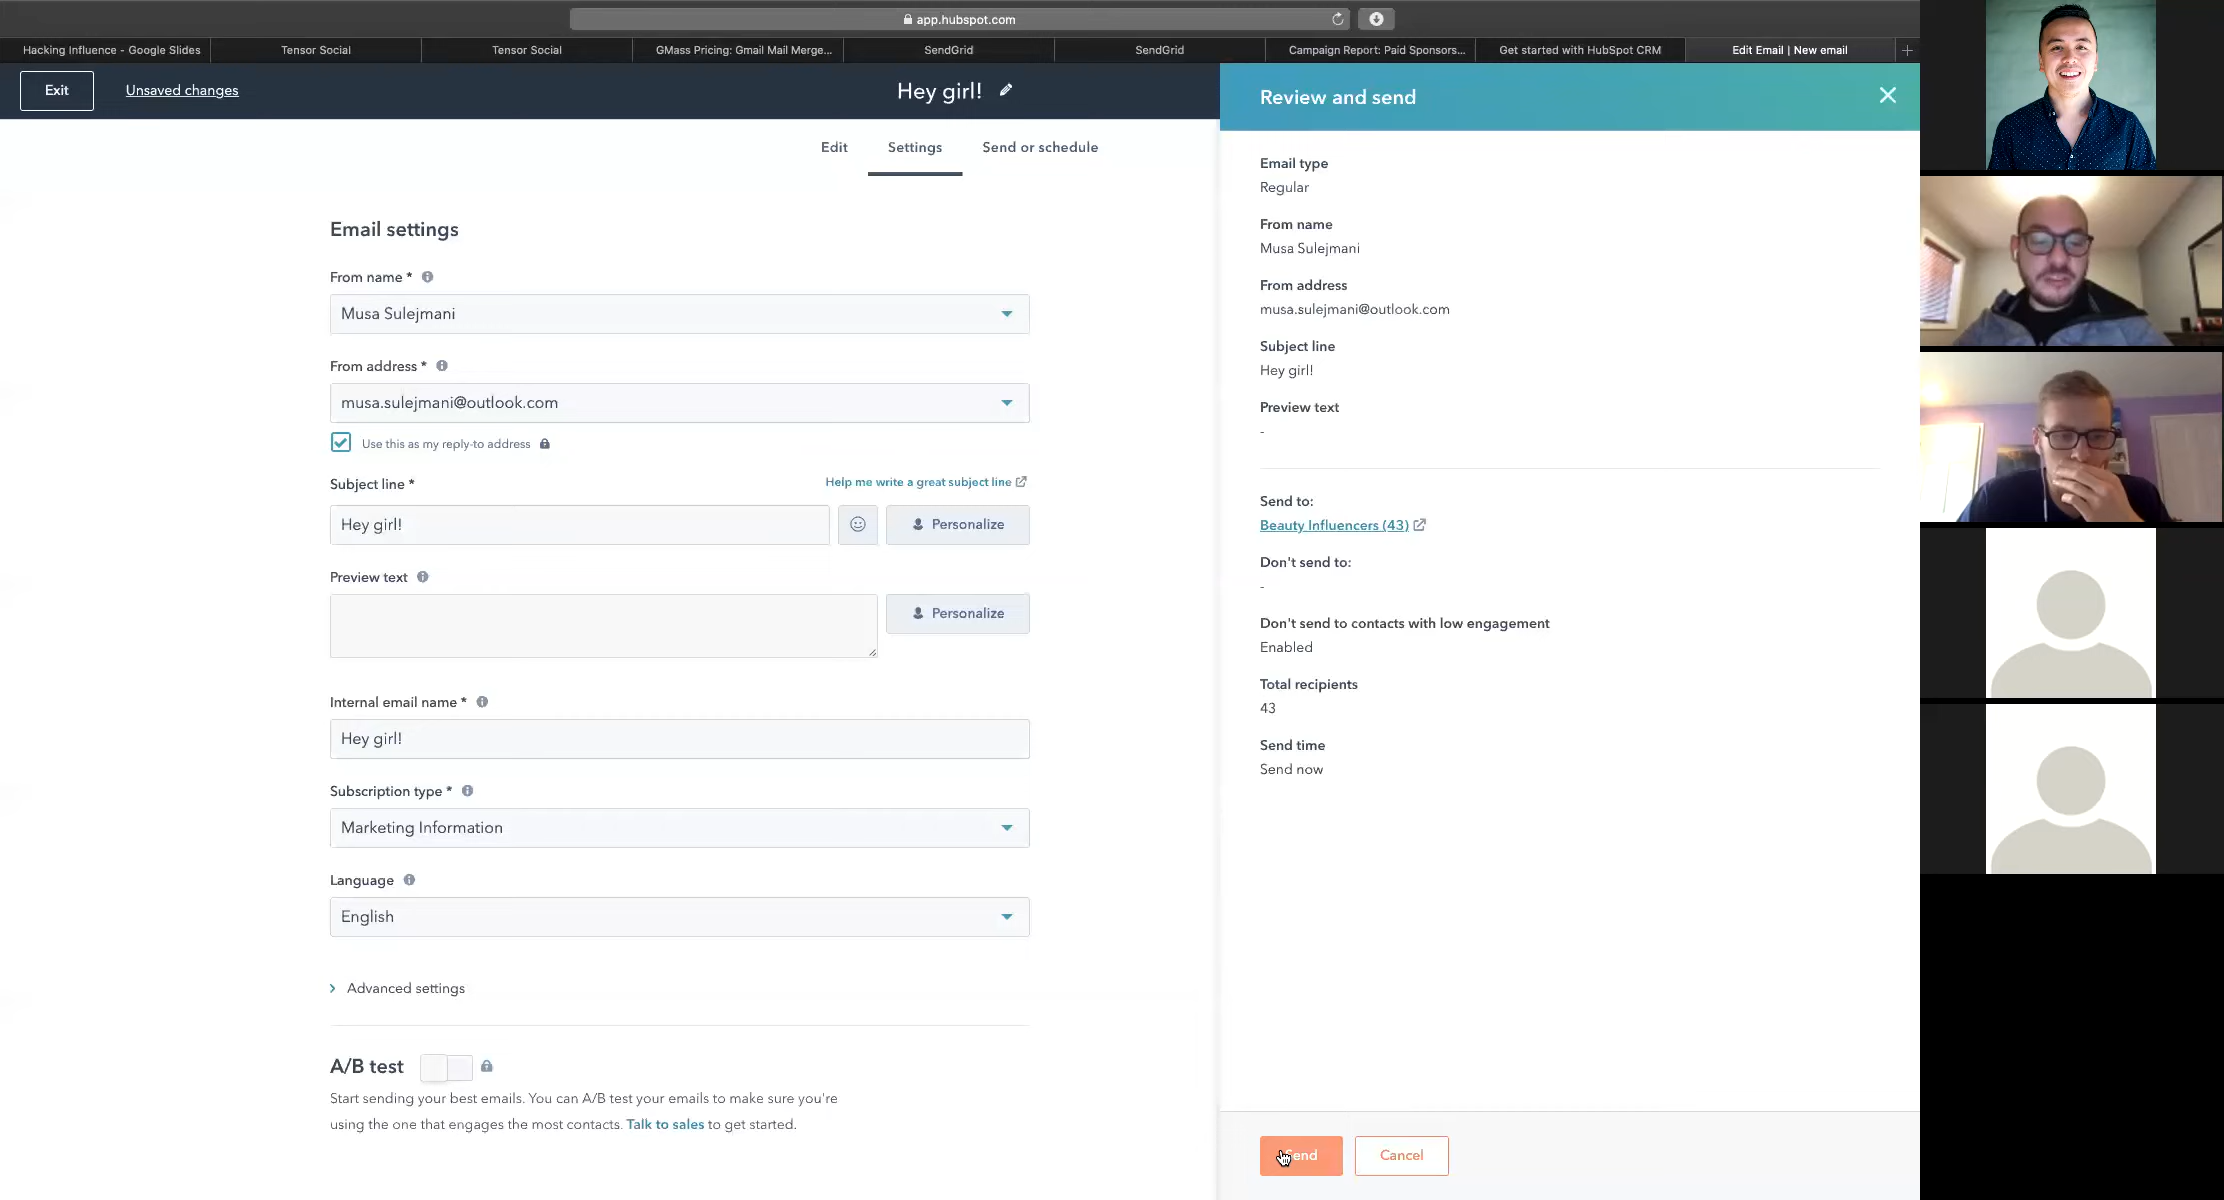 app.hubspot.com
Hacking Influence - Google Slides
Tensor Social
Tensor Social
GMass Pricing: Gmail Mail Merge...
SendGrid
SendGrid
Campaign Report: Paid Sponsors...
Get started with HubSpot CRM
Edit Email | New email
Exit
Unsaved changes
Hey girl!
Edit
Settings
Send or schedule
Email settings
From name *
Musa Sulejmani
From address *
musa.sulejmani@outlook.com
Use this as my reply-to address
Subject line *
Help me write a great subject line
Hey girl!
Personalize
Preview text
Personalize
Internal email name *
Hey girl!
Subscription type *
Marketing Information
Language
English
Advanced settings
A/B test
Start sending your best emails. You can A/B test your emails to make sure you're
using the one that engages the most contacts. Talk to sales to get started.
Review and send
Email type
Regular
From name
Musa Sulejmani
From address
musa.sulejmani@outlook.com
Subject line
Hey girl!
Preview text
-
Send to:
Beauty Influencers (43)
Don't send to:
-
Don't send to contacts with low engagement
Enabled
Total recipients
43
Send time
Send now
Send
Cancel